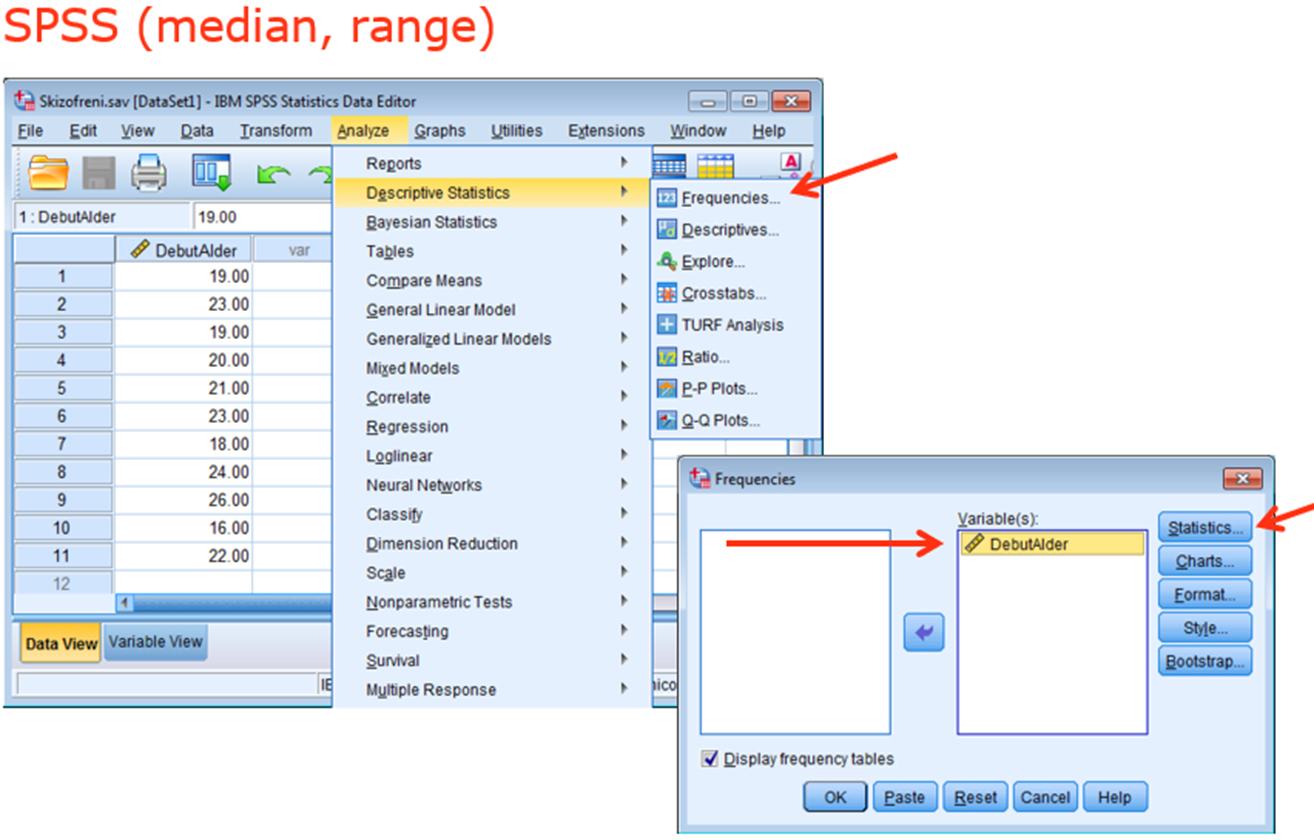 SPSS (median, range)
Skizofreni.sav [DataSet1] - IBM SPSS Statistics Data Editor
File Edit View Data Transform Analyze Graphs Utilities Extensions Window Help
1 : DebutAlder 19.00
DebutAlder var
1 19.00
2 23.00
3 19.00
4 20.00
5 21.00
6 23.00
7 18.00
8 24.00
9 26.00
10 16.00
11 22.00
12
Data View Variable View
Reports
Descriptive Statistics
Bayesian Statistics
Tables
Compare Means
General Linear Model
Generalized Linear Models
Mixed Models
Correlate
Regression
Loglinear
Neural Networks
Classify
Dimension Reduction
Scale
Nonparametric Tests
Forecasting
Survival
Multiple Response
Frequencies...
Descriptives...
Explore...
Crosstabs...
TURF Analysis
Ratio...
P-P Plots...
Q-Q Plots...
Frequencies
Variable(s):
DebutAlder
Statistics...
Charts...
Format...
Style...
Bootstrap...
Display frequency tables
OK Paste Reset Cancel Help